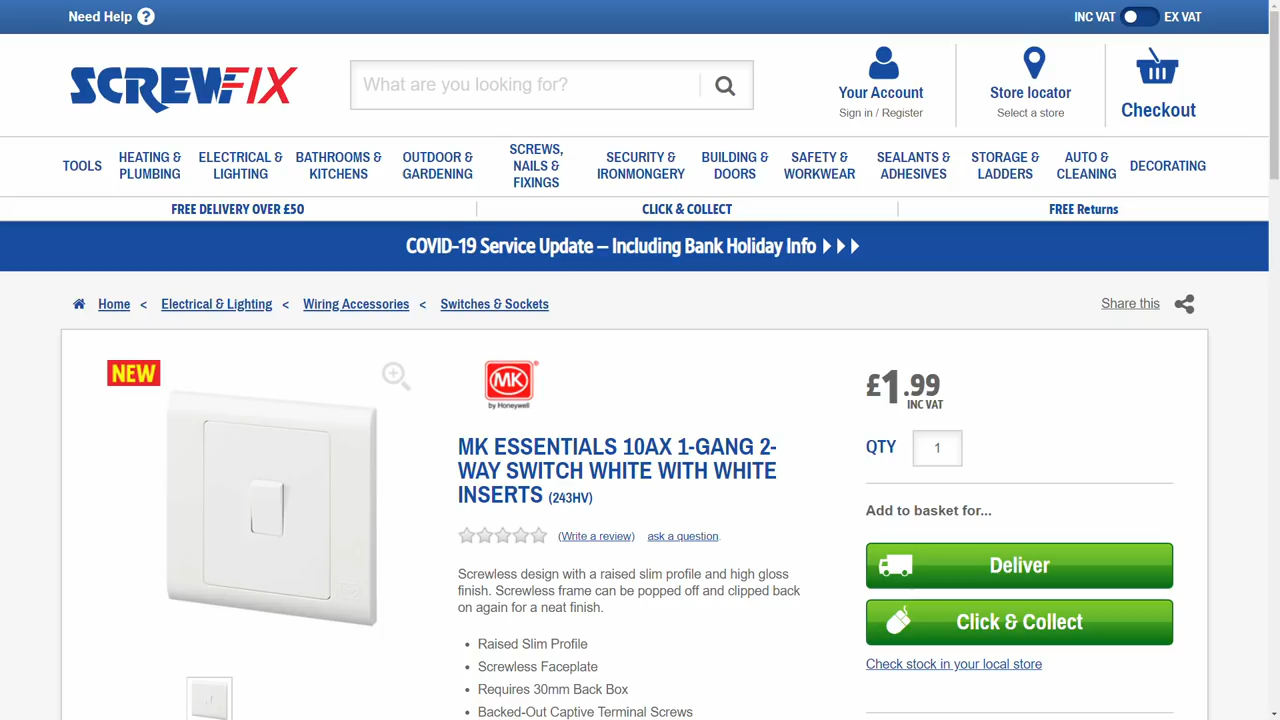 Need Help ?
INC VAT EX VAT
SCREWFIX
What are you looking for?
Your Account
Sign in / Register
Store locator
Select a store
Checkout
TOOLS
HEATING & PLUMBING
ELECTRICAL & LIGHTING
BATHROOMS & KITCHENS
OUTDOOR & GARDENING
SCREWS, NAILS & FIXINGS
SECURITY & IRONMONGERY
BUILDING & DOORS
SAFETY & WORKWEAR
SEALANTS & ADHESIVES
STORAGE & LADDERS
AUTO & CLEANING
DECORATING
FREE DELIVERY OVER £50
CLICK & COLLECT
FREE Returns
COVID-19 Service Update – Including Bank Holiday Info
Home < Electrical & Lighting < Wiring Accessories < Switches & Sockets
Share this
NEW
MK
by Honeywell
MK ESSENTIALS 10AX 1-GANG 2-
WAY SWITCH WHITE WITH WHITE
INSERTS (243HV)
(Write a review) ask a question.
Screwless design with a raised slim profile and high gloss
finish. Screwless frame can be popped off and clipped back
on again for a neat finish.
• Raised Slim Profile
• Screwless Faceplate
• Requires 30mm Back Box
• Backed-Out Captive Terminal Screws
£1.99
INC VAT
QTY 1
Add to basket for...
Deliver
Click & Collect
Check stock in your local store